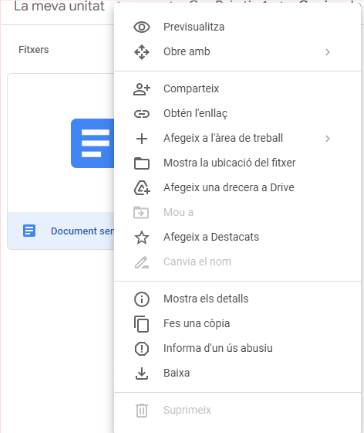 La meva unitat
Fitxers
Document
Previsualitza
Obre amb
Comparteix
Obtén l'enllaç
Afegeix a l'àrea de treball
Mostra la ubicació del fitxer
Afegeix una drecera a Drive
Mou a
Afegeix a Destacats
Canvia el nom
Mostra els detalls
Fes una còpia
Informa d'un ús abusiu
Baixa
Suprimeix